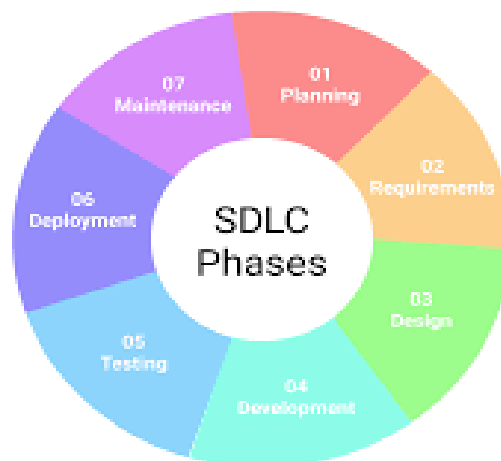 SDLC
Phases
01
Planning
02
Requirements
03
Design
04
Development
05
Testing
06
Deployment
07
Maintenance